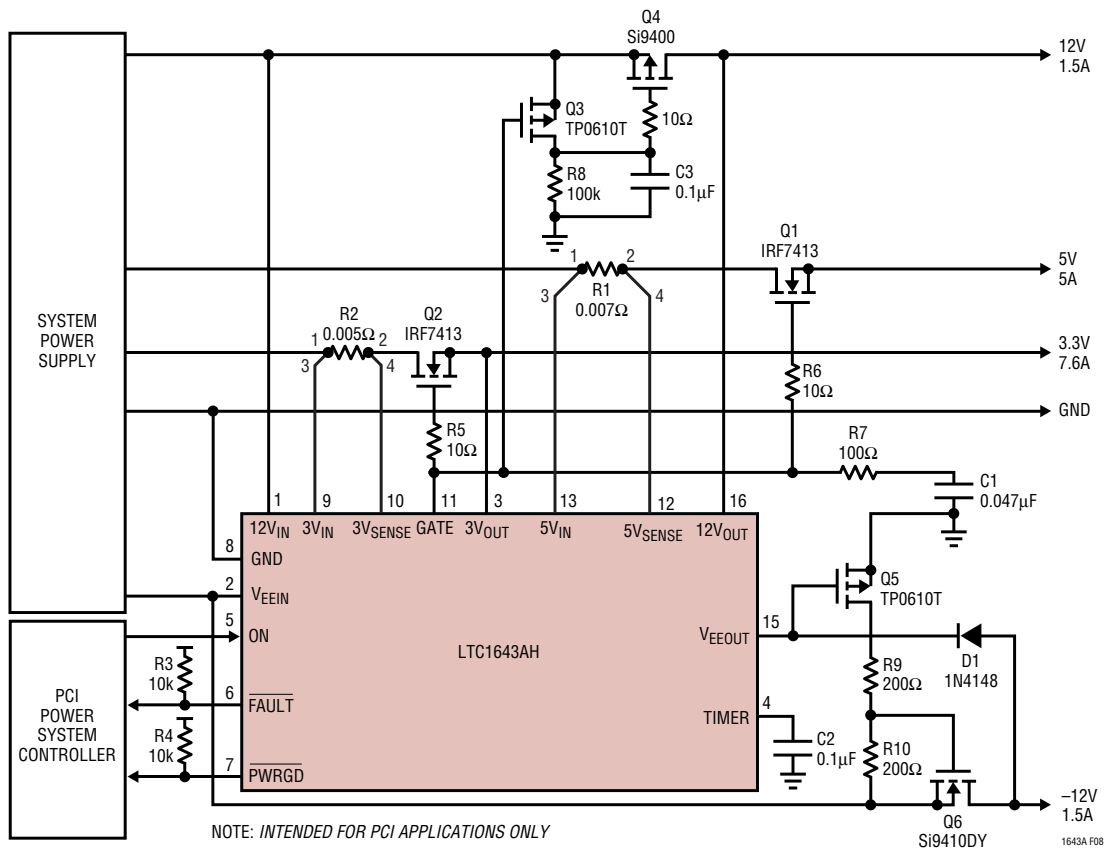 Q4
Si9400
12V
1.5A
Q3
TP0610T
10Ω
R8
100k
C3
0.1µF
Q1
IRF7413
5V
5A
1
2
3
4
R1
0.007Ω
SYSTEM
POWER
SUPPLY
R2
0.005Ω
1
2
3
4
Q2
IRF7413
3.3V
7.6A
R6
10Ω
GND
R5
10Ω
R7
100Ω
C1
0.047µF
1
9
10
11
3
13
12
16
12VIN
3VIN
3VSENSE
GATE
3VOUT
5VIN
5VSENSE
12VOUT
8
GND
2
VEEIN
5
ON
LTC1643AH
15
VEEOUT
Q5
TP0610T
D1
1N4148
R9
200Ω
PCI
POWER
SYSTEM
CONTROLLER
R3
10k
6
FAULT
R4
10k
7
PWRGD
4
TIMER
C2
0.1µF
R10
200Ω
–12V
1.5A
Q6
Si9410DY
NOTE: INTENDED FOR PCI APPLICATIONS ONLY
1643A F08